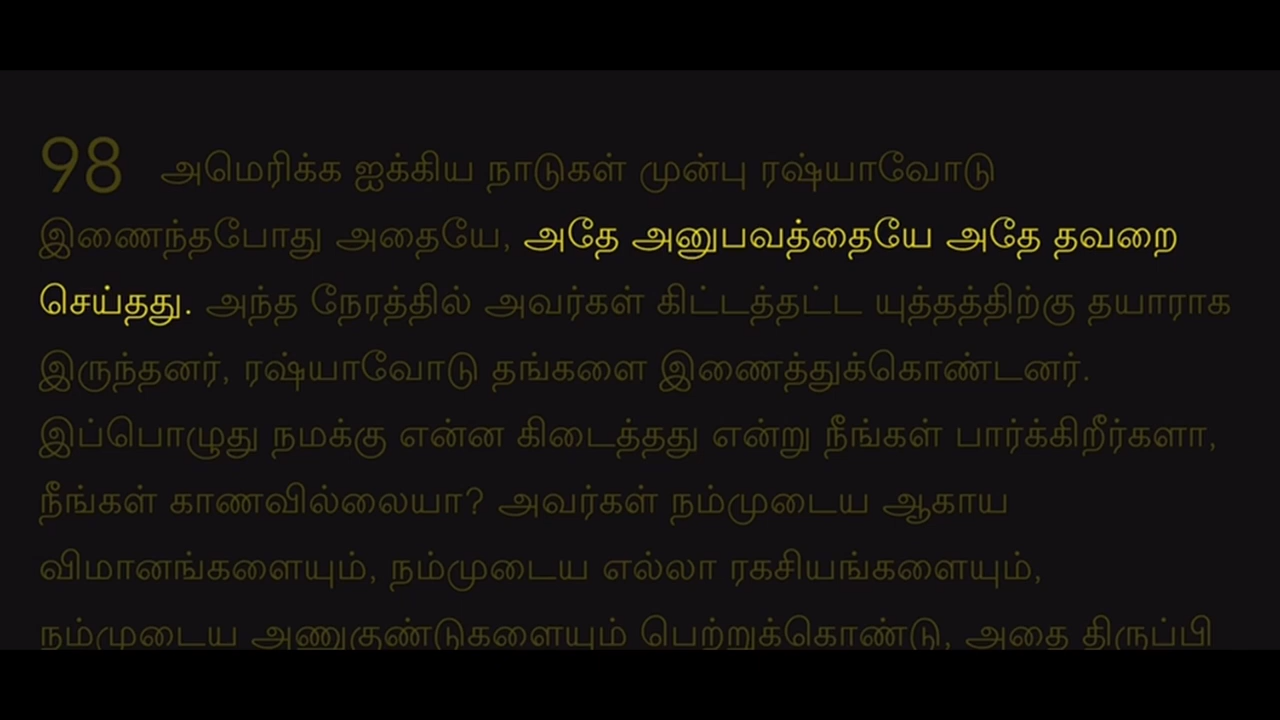 98 அமெரிக்க ஐக்கிய நாடுகள் முன்பு ரஷ்யாவோடு
இணைந்தபோது அதையே, அதே அனுபவத்தையே அதே தவறை
செய்தது. அந்த நேரத்தில் அவர்கள் கிட்டத்தட்ட யுத்தத்திற்கு தயாராக
இருந்தனர், ரஷ்யாவோடு தங்களை இணைத்துக்கொண்டனர்.
இப்பொழுது நமக்கு என்ன கிடைத்தது என்று நீங்கள் பார்க்கிறீர்களா,
நீங்கள் காணவில்லையா? அவர்கள் நம்முடைய ஆகாய
விமானங்களையும், நம்முடைய எல்லா ரகசியங்களையும்,
நம்முடைய அணுகுண்டுகளையும் பெற்றுக்கொண்டு, அதை திருப்பி